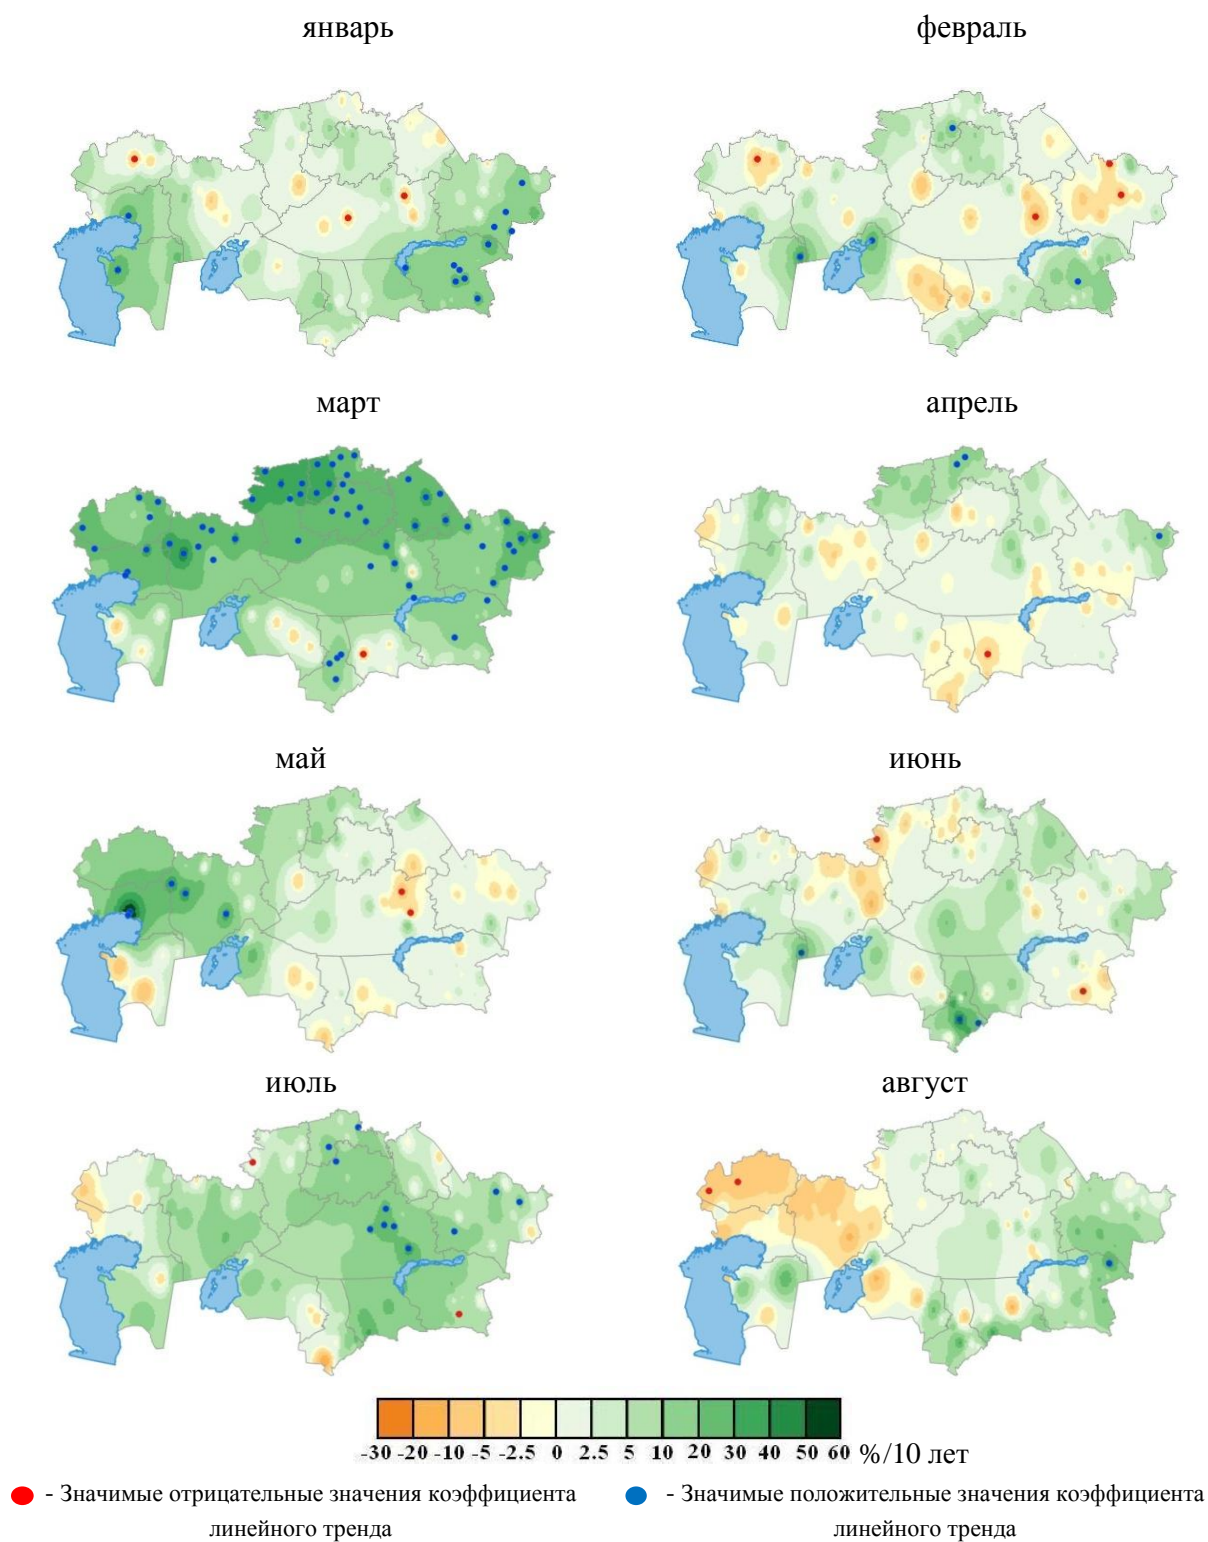 январь
февраль
март
апрель
май
июнь
июль
август
-30 -20 -10 -5 -2.5 0 2.5 5 10 20 30 40 50 60 %/10 лет
- Значимые отрицательные значения коэффициента
линейного тренда
- Значимые положительные значения коэффициента
линейного тренда